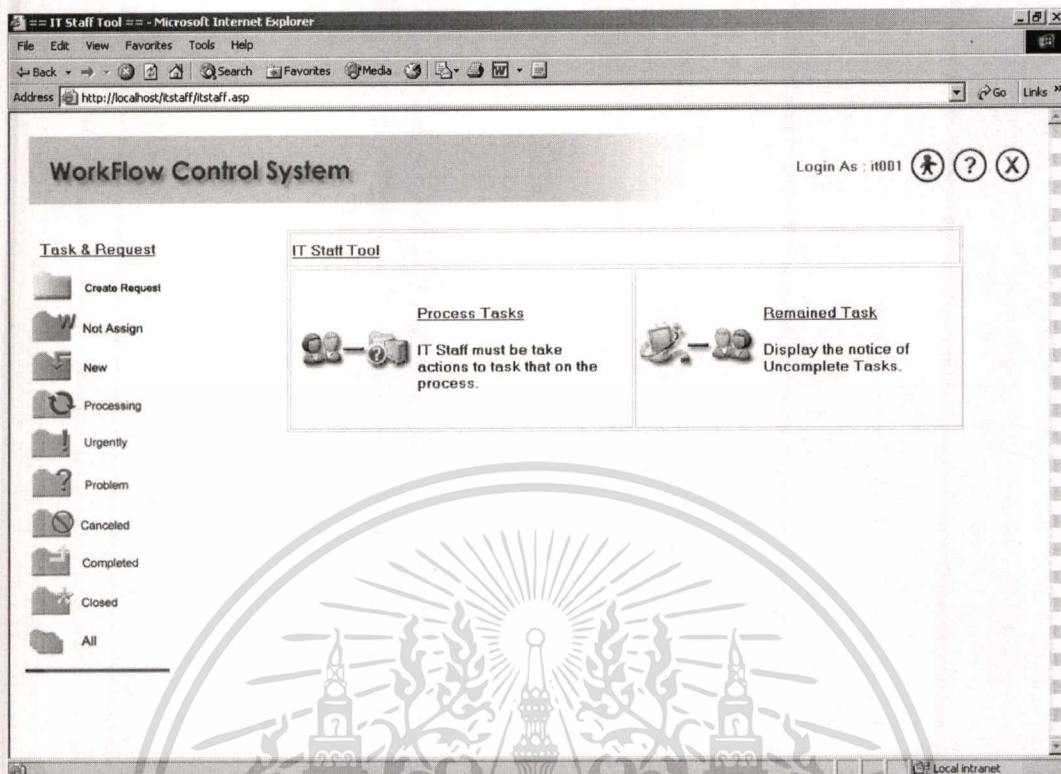 == IT Staff Tool == - Microsoft Internet Explorer
File Edit View Favorites Tools Help
Back Search Favorites Media
Address http://localhost/itstaff/itstaff.asp Go Links »
WorkFlow Control System
Login As : it001 ? X
Task & Request
Create Request
Not Assign
New
Processing
Urgently
Problem
Canceled
Completed
Closed
All
IT Staff Tool
Process Tasks
IT Staff must be take
actions to task that on the
process.
Remained Task
Display the notice of
Uncomplete Tasks.
Local intranet